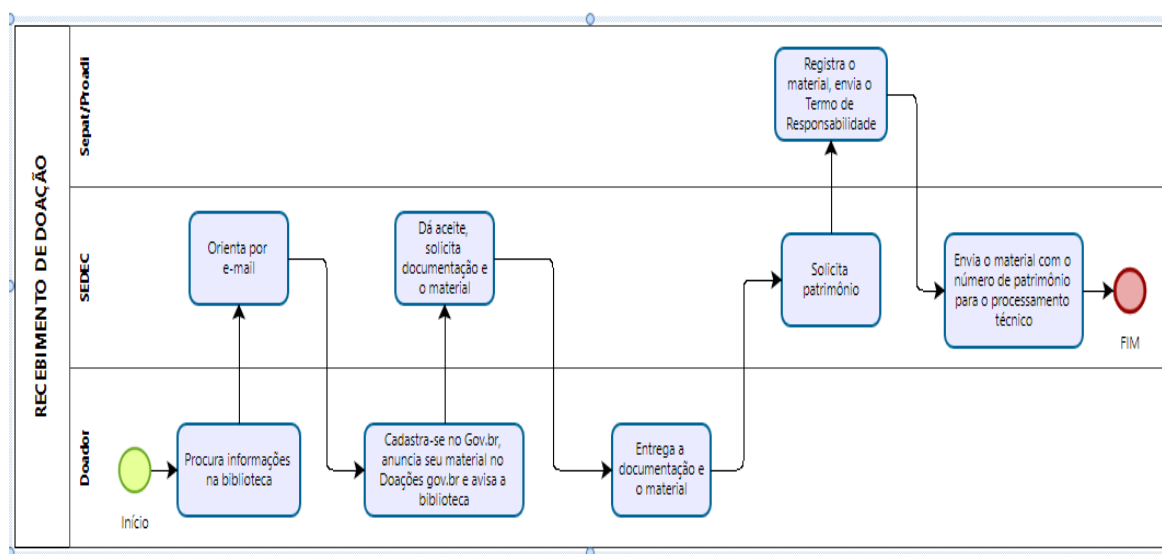 RECEBIMENTO DE DOAÇÃO
Sepat/Proadi
Registra o
material, envia o
Termo de
Responsabilidade
SEDEC
Orienta por
e-mail
Dá aceite,
solicita
documentação e
o material
Solicita
patrimônio
Envia o material com o
número de patrimônio
para o processamento
técnico
FIM
Doador
Início
Procura informações
na biblioteca
Cadastra-se no Gov.br,
anuncia seu material no
Doações gov.br e avisa a
biblioteca
Entrega a
documentação e
o material